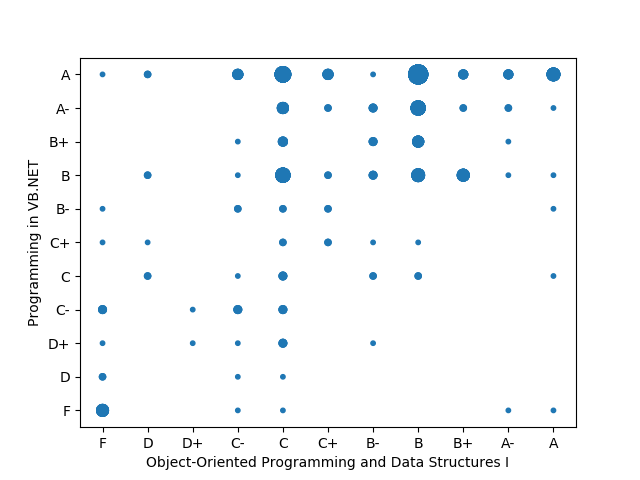 Programming in VB.NET
A
A-
B+
B
B-
C+
C
C-
D+
D
F
F D D+ C- C C+ B- B B+ A- A
Object-Oriented Programming and Data Structures I